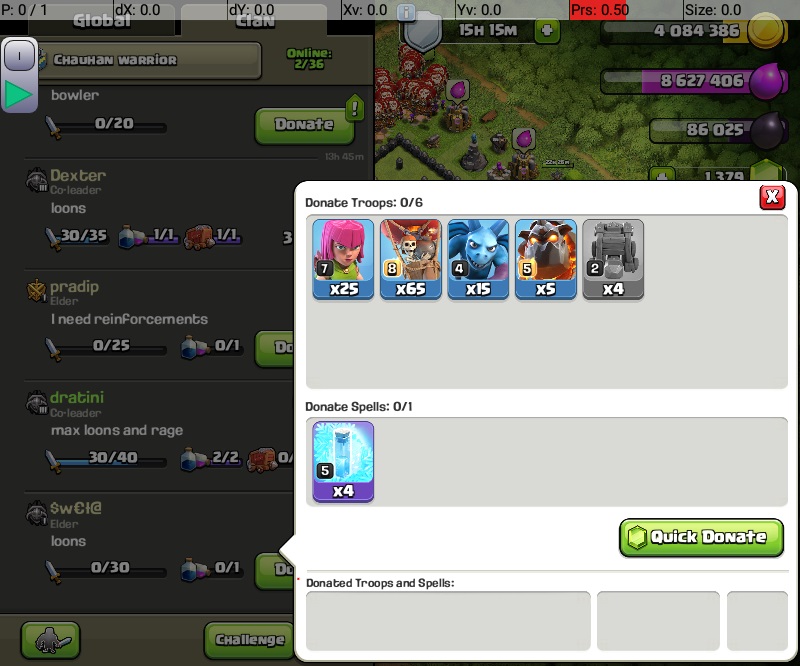 P: 0 / 1 dX: 0.0 dY: 0.0 Xv: 0.0 Yv: 0.0 Prs: 0.50 Size: 0.0
Global Clan
15H 15M
4 084 386
I
CHAUHAN WARRIOR
Online:
2/36
8 627 406
bowler
0/20
Donate
!
86 025
13h 45m
1 379
Dexter
Co-leader
loons
30/35 1/1 1/1 3
pradip
Elder
I need reinforcements
0/25 0/1 Do
dratini
Co-leader
max loons and rage
30/40 2/2 0/
$w€ł@
Elder
loons
0/30 0/1 Do
Challenge
Donate Troops: 0/6
X
7 8 4 5 2
x25 x65 x15 x5 x4
Donate Spells: 0/1
5
x4
Quick Donate
Donated Troops and Spells: